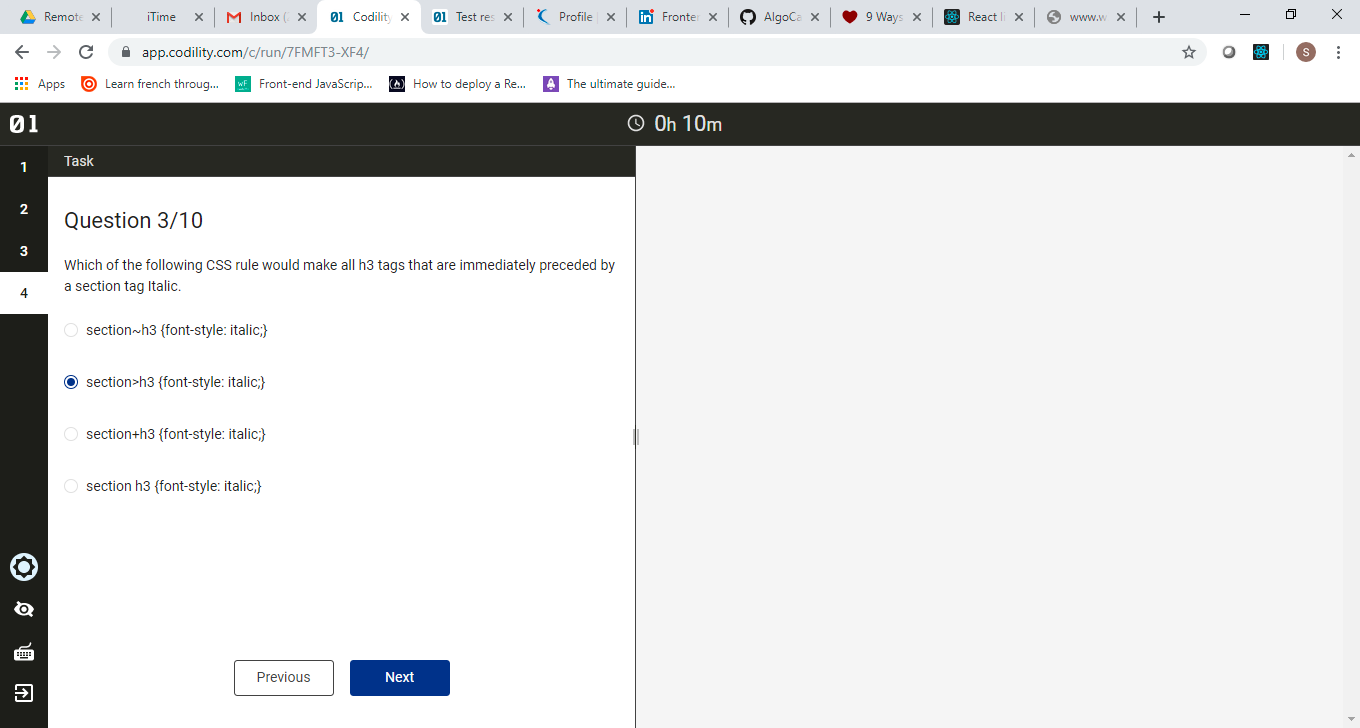 Remote iTime Inbox (2 Codility Test res Profile | Fronter AlgoCa 9 Ways React li www.w
app.codility.com/c/run/7FMFT3-XF4/ S
Apps Learn french throug... Front-end JavaScrip... How to deploy a Re... The ultimate guide...
01 0h 10m
1 Task
2
3
4
Question 3/10
Which of the following CSS rule would make all h3 tags that are immediately preceded by
a section tag Italic.
section~h3 {font-style: italic;}
section>h3 {font-style: italic;}
section+h3 {font-style: italic;}
section h3 {font-style: italic;}
Previous Next